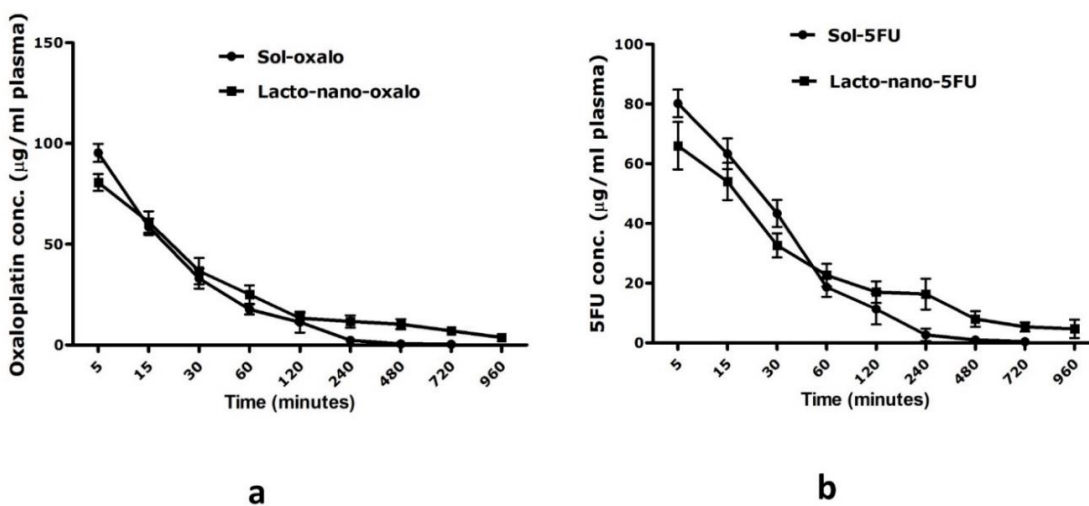 Oxaloplatin conc. (µg/ml plasma)
150
100
50
0
Sol-oxalo
Lacto-nano-oxalo
5 15 30 60 120 240 480 720 960
Time (minutes)
a
5FU conc. (µg/ml plasma)
100
80
60
40
20
0
Sol-5FU
Lacto-nano-5FU
5 15 30 60 120 240 480 720 960
Time (minutes)
b